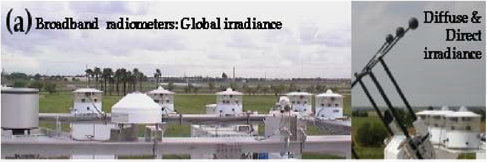 (a) Broadband radiometers: Global irradiance
Diffuse &
Direct
irradiance